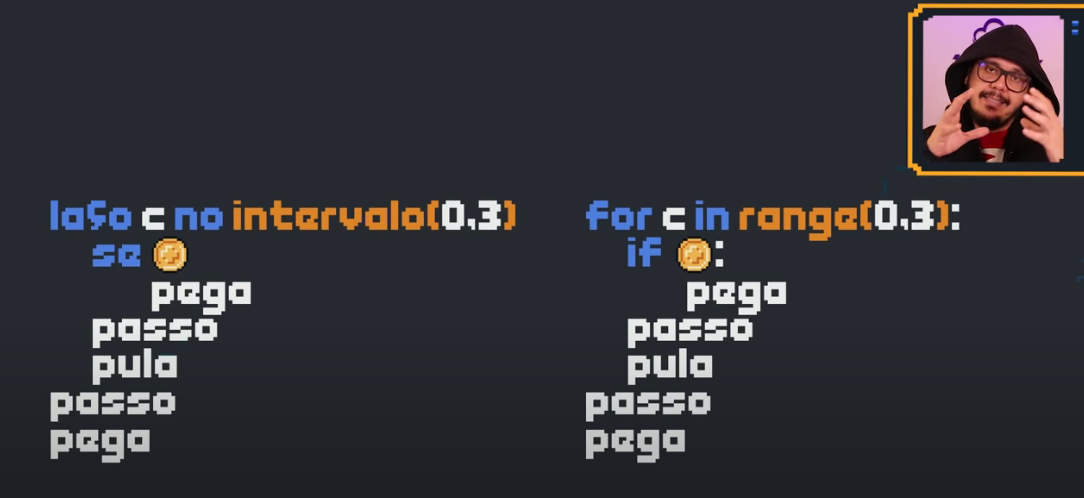 laço c no intervalo(0,3)
se
pega
passo
pula
passo
pega
for c in range(0,3):
if :
pega
passo
pula
passo
pega